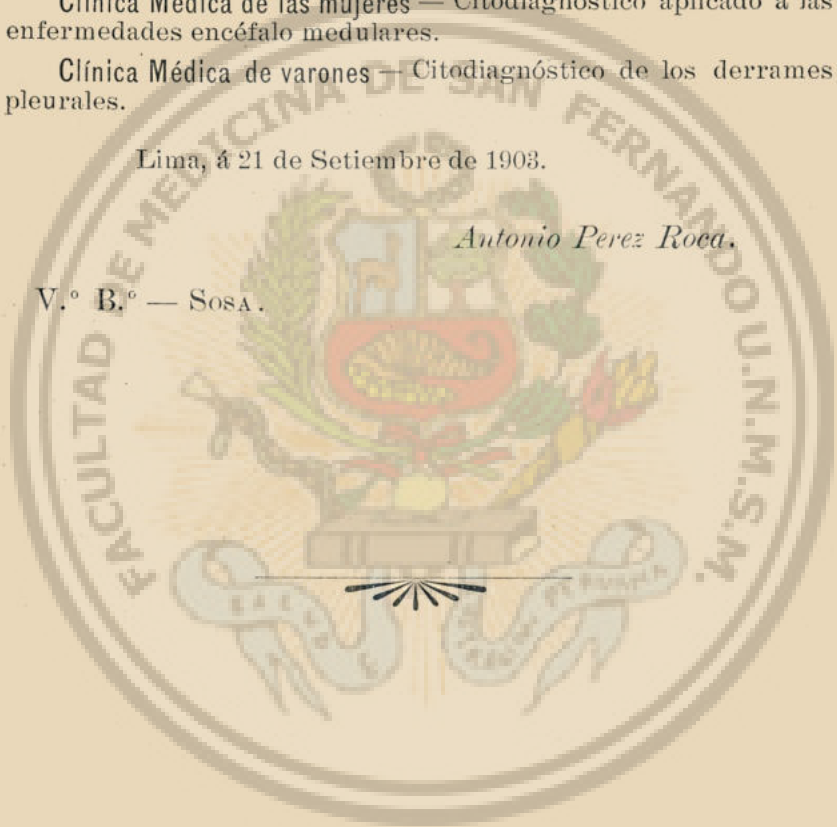 Clínica Médica de las mujeres — Citodiagnóstico aplicado á las
enfermedades encéfalo medulares.
Clínica Médica de varones — Citodiagnóstico de los derrames
pleurales.
Lima, á 21 de Setiembre de 1903.
Antonio Perez Roca.
V.° B.° — SOSA.
FACULTAD DE MEDICINA DE SAN FERNANDO U.N.M.S.M.
PERUANA